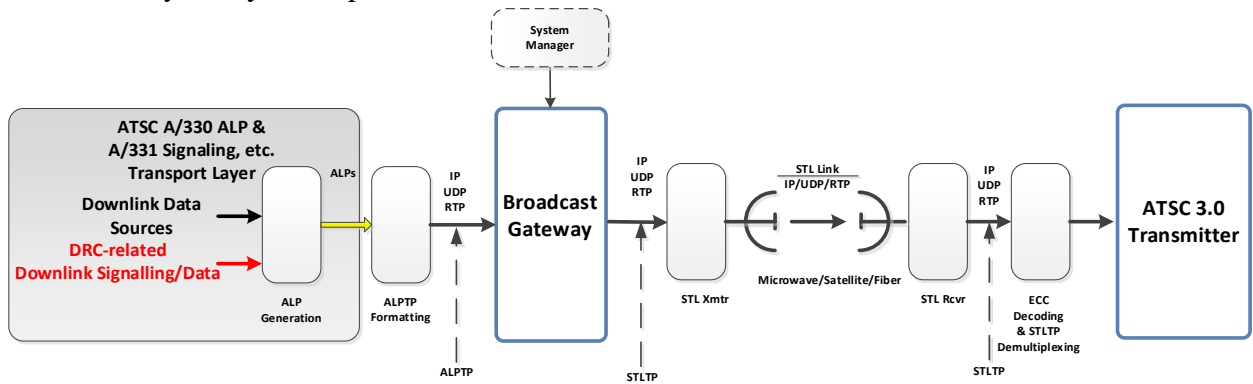 System
Manager
ATSC A/330 ALP &
A/331 Signaling, etc.
Transport Layer
ALPs
Downlink Data
Sources
DRC-related
Downlink Signalling/Data
ALP
Generation
ALPTP
Formatting
IP
UDP
RTP
ALPTP
Broadcast
Gateway
IP
UDP
RTP
STLTP
STL Xmtr
STL Link
IP/UDP/RTP
Microwave/Satellite/Fiber
STL Rcvr
IP
UDP
RTP
STLTP
ECC
Decoding
& STLTP
Demultiplexing
ATSC 3.0
Transmitter